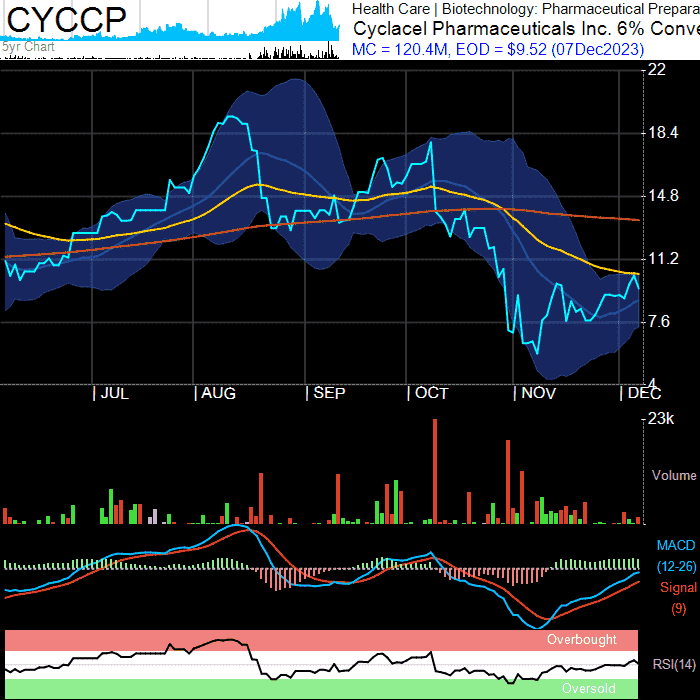 CYCCP
5yr Chart
Health Care | Biotechnology: Pharmaceutical Prepara
Cyclacel Pharmaceuticals Inc. 6% Conve
MC = 120.4M, EOD = $9.52 (07Dec2023)
22
18.4
14.8
11.2
7.6
4
| JUL | AUG | SEP | OCT | NOV | DEC
23k
Volume
MACD
(12-26)
Signal
(9)
Overbought
RSI(14)
Oversold